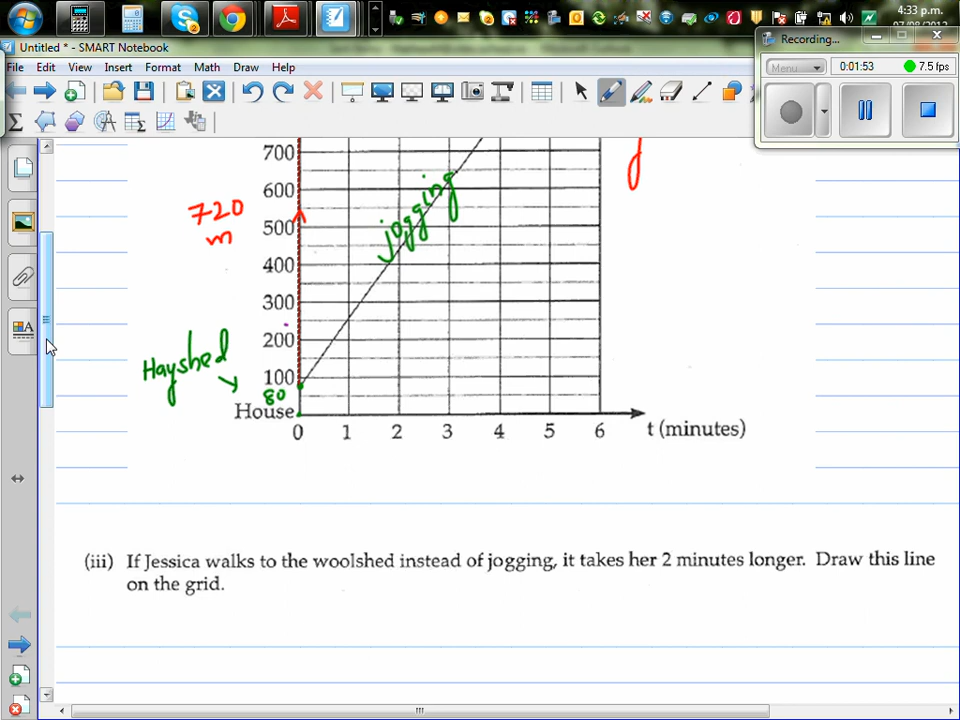 4:33 p.m.
Untitled * - SMART Notebook
Recording...
File Edit View Insert Format Math Draw Help
Menu
0:01:53
7.5 fps
700
600
720
m
500
jogging
400
300
200
Hayshed
100
80
House
0 1 2 3 4 5 6 t (minutes)
(iii) If Jessica walks to the woolshed instead of jogging, it takes her 2 minutes longer. Draw this line
on the grid.